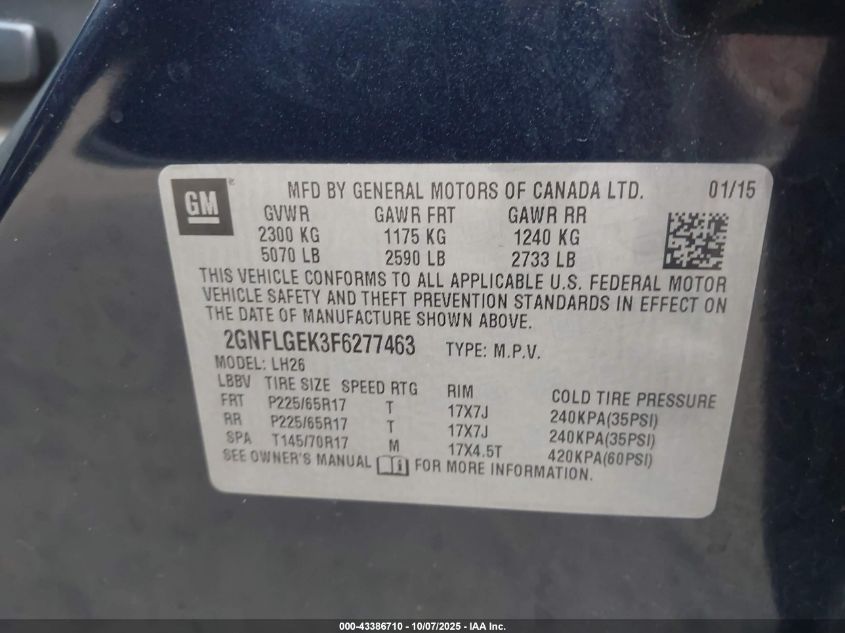 GM
MFD BY GENERAL MOTORS OF CANADA LTD. 01/15
GVWR GAWR FRT GAWR RR
2300 KG 1175 KG 1240 KG
5070 LB 2590 LB 2733 LB
THIS VEHICLE CONFORMS TO ALL APPLICABLE U.S. FEDERAL MOTOR
VEHICLE SAFETY AND THEFT PREVENTION STANDARDS IN EFFECT ON
THE DATE OF MANUFACTURE SHOWN ABOVE.
2GNFLGEK3F6277463 TYPE: M.P.V.
MODEL: LH26
LBBV TIRE SIZE SPEED RTG RIM COLD TIRE PRESSURE
FRT P225/65R17 T 17X7J 240KPA(35PSI)
RR P225/65R17 T 17X7J 240KPA(35PSI)
SPA T145/70R17 M 17X4.5T 420KPA(60PSI)
SEE OWNER'S MANUAL FOR MORE INFORMATION.
000-43386710 - 10/07/2025 - IAA Inc.